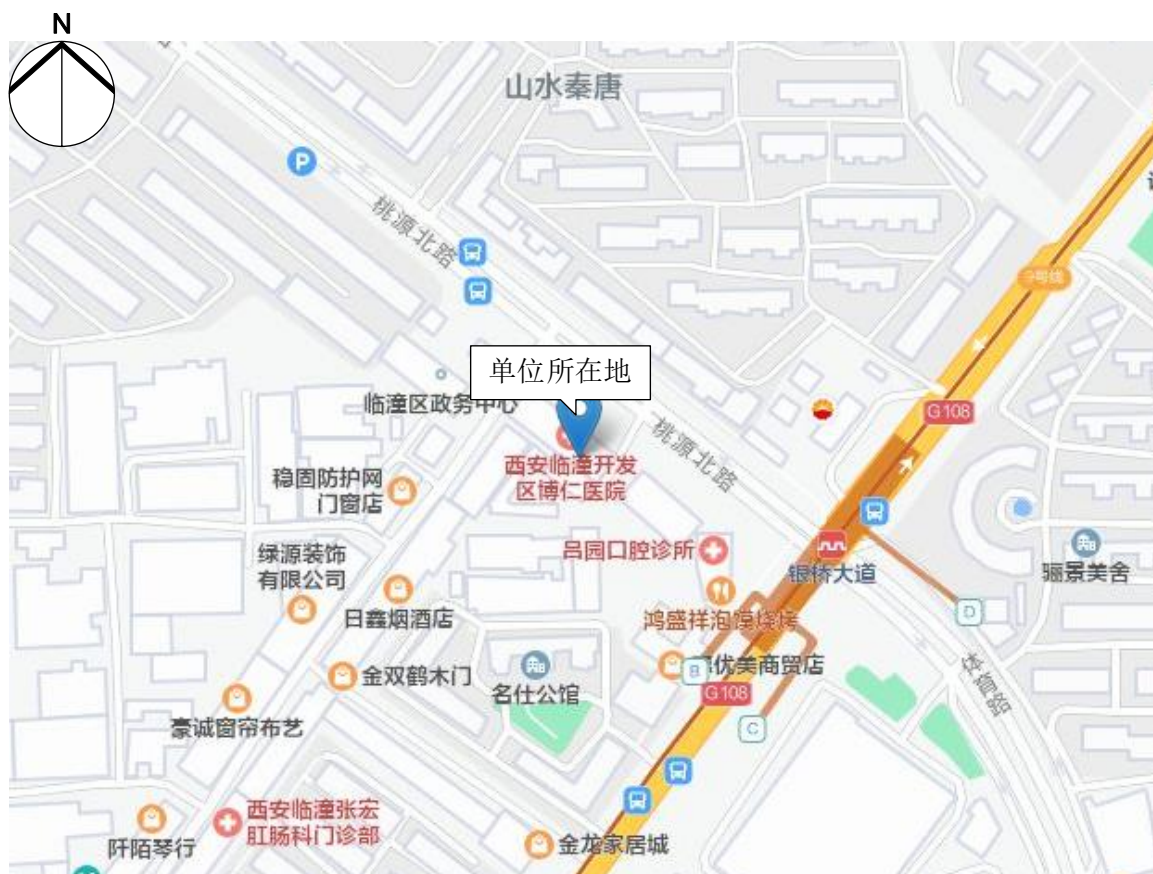 N
山水秦唐
P
桃源北路
9号线
单位所在地
临潼区政务中心
G108
桃源北路
西安临潼开发
区博仁医院
稳固防护网
门窗店
吕园口腔诊所
银桥大道
骊景美舍
绿源装饰
有限公司
日鑫烟酒店
鸿盛祥泡馍烧烤
D
B
优美商贸店
金双鹤木门
名仕公馆
G108
体育路
豪诚窗帘布艺
C
西安临潼张宏
肛肠科门诊部
阡陌琴行
金龙家居城